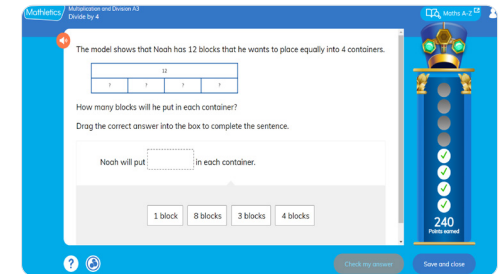 Mathletics
Multiplication and Division A3
Divide by 4
Maths A-Z
The model shows that Noah has 12 blocks that he wants to place equally into 4 containers.
12
? ? ? ?
How many blocks will he put in each container?
Drag the correct answer into the box to complete the sentence.
Noah will put in each container.
1 block 8 blocks 3 blocks 4 blocks
240
Points earned
? Check my answer Save and close